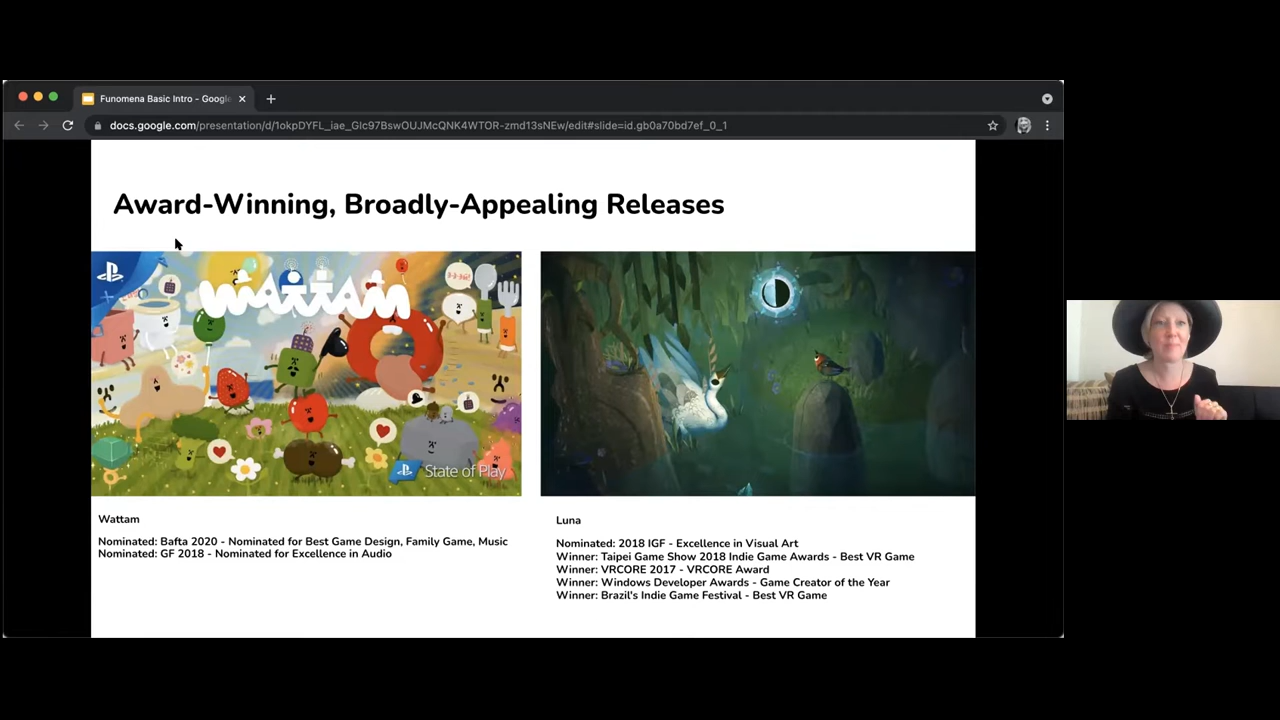 Funomena Basic Intro - Google
docs.google.com/presentation/d/1okpDYFL_iae_Glc97BswOUJMcQNK4WTOR-zmd13sNEw/edit#slide=id.gb0a70bd7ef_0_1
Award-Winning, Broadly-Appealing Releases
WATTAM
State of Play
Wattam
Nominated: Bafta 2020 - Nominated for Best Game Design, Family Game, Music
Nominated: GF 2018 - Nominated for Excellence in Audio
Luna
Nominated: 2018 IGF - Excellence in Visual Art
Winner: Taipei Game Show 2018 Indie Game Awards - Best VR Game
Winner: VRCORE 2017 - VRCORE Award
Winner: Windows Developer Awards - Game Creator of the Year
Winner: Brazil's Indie Game Festival - Best VR Game